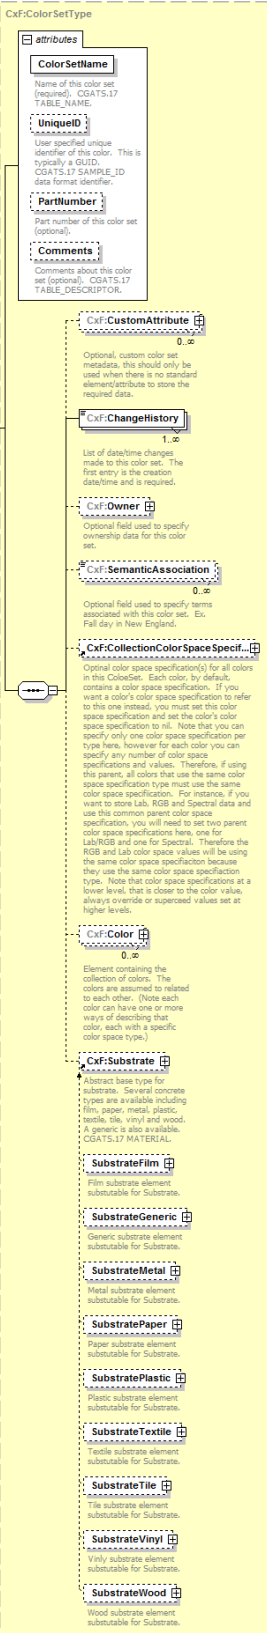 CxF:ColorSetType
attributes
ColorSetName
Name of this color set
(required).  CGATS.17
TABLE_NAME.
UniqueID
User specified unique
identifier of this color.  This is
typically a GUID.
CGATS.17 SAMPLE_ID
data format identifier.
PartNumber
Part number of this color set
(optional).
Comments
Comments about this color
set (optional).  CGATS.17
TABLE_DESCRIPTOR.
CxF:CustomAttribute
0..∞
Optional, custom color set
metadata, this should only be
used when there is no standard
element/attribute to store the
required data.
CxF:ChangeHistory
1..∞
List of date/time changes
made to this color set.  The
first entry is the creation
date/time and is required.
CxF:Owner
Optional field used to specify
ownership data for this color
set.
CxF:SemanticAssociation
0..∞
Optional field used to specify terms
associated with this color set.  Ex.
Fall day in New England.
CxF:CollectionColorSpaceSpecif...
Optinal color space specification(s) for all colors
in this ColoeSet.  Each color, by default,
contains a color space specification.  If you
want a color's color space specification to refer
to this one instead, you must set this color
space specification and set the color's color
space specification to nil.  Note that you can
specify only one color space specification per
type here, however for each color you can
specify any number of color space
specifications and values.  Therefore, if using
this parent, all colors that use the same color
space specification type must use the same
color space specification.  For instance, if you
want to store Lab, RGB and Spectral data and
use this common parent color space
specification, you will need to set two parent
color space specifications here, one for
Lab/RGB and one for Spectral.  Therefore the
RGB and Lab color space values will be using
the same color space specifiaciton because
they use the same color space specifiaction
type.  Note that color space specifications at a
lower level, that is closer to the color value,
always override or superceed values set at
higher levels.
CxF:Color
0..∞
Element containing the
collection of colors.  The
colors are assumed to related
to each other.  (Note each
color can have one or more
ways of describing that
color, each with a specific
color space type.)
CxF:Substrate
Abstract base type for
substrate.  Several concrete
types are available including
film, paper, metal, plastic,
textile, tile, vinyl and wood.
A generic is also available.
CGATS.17 MATERIAL.
SubstrateFilm
Film substrate element
substutable for Substrate.
SubstrateGeneric
Generic substrate element
substutable for Substrate.
SubstrateMetal
Metal substrate element
substutable for Substrate.
SubstratePaper
Paper substrate element
substutable for Substrate.
SubstratePlastic
Plastic substrate element
substutable for Substrate.
SubstrateTextile
Textile substrate element
substutable for Substrate.
SubstrateTile
Tile substrate element
substutable for Substrate.
SubstrateVinyl
Vinly substrate element
substutable for Substrate.
SubstrateWood
Wood substrate element
substutable for Substrate.